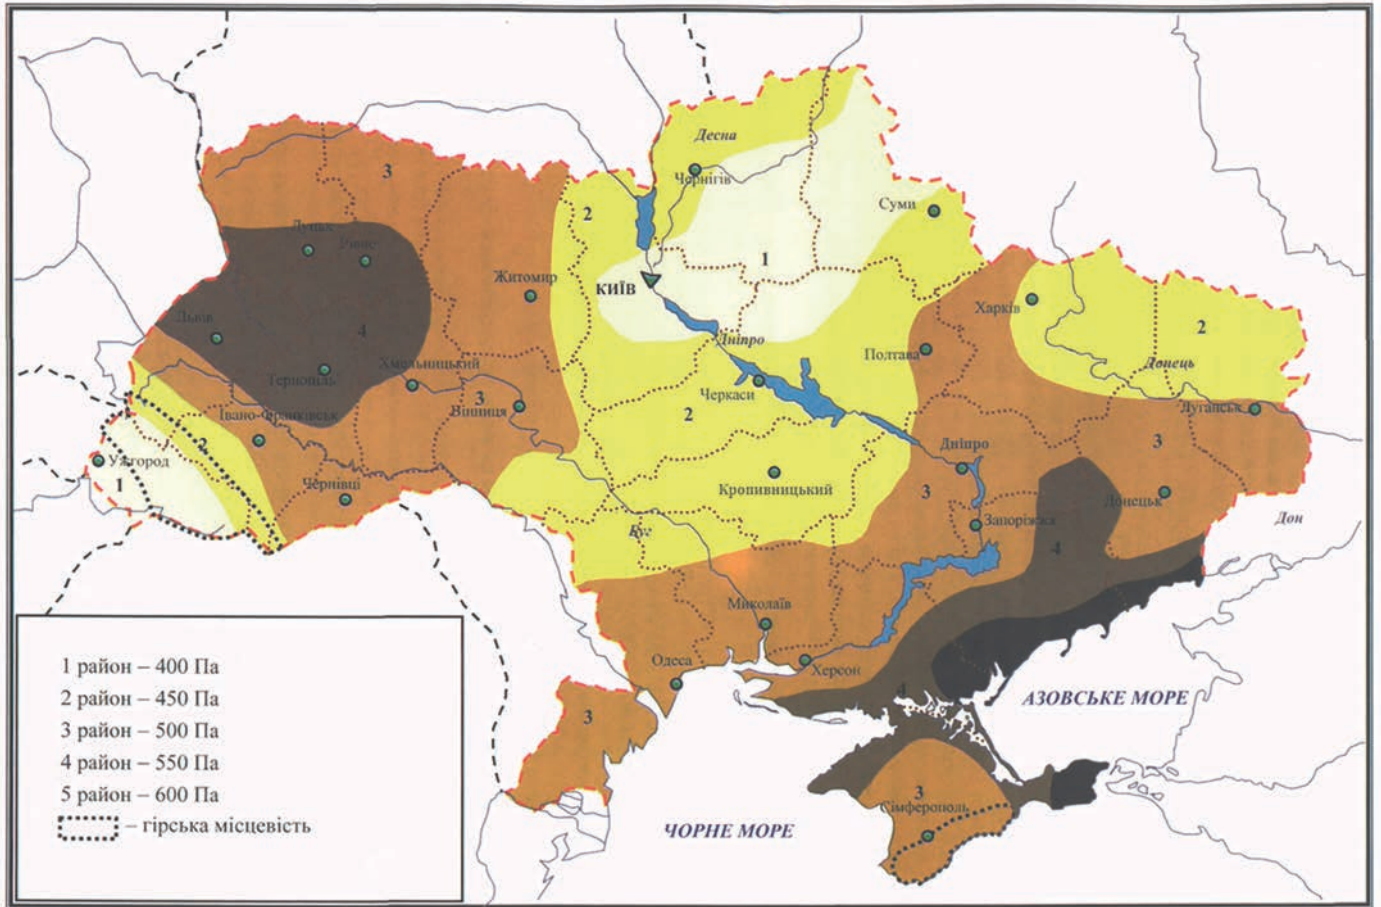 Десна
3
Чернігів
2
Суми
Луцьк
Рівне
1
Житомир
КИЇВ
Харків
2
Львів
4
Дніпро
Полтава
Донець
Тернопіль
Хмельницький
Черкаси
3
Вінниця
2
Луганськ
Івано-Франківськ
2
3
Дніпро
Ужгород
1
Чернівці
Кропивницький
3
Донецьк
Запоріжжя
Дон
Буг
4
Миколаїв
Одеса
Херсон
4
АЗОВСЬКЕ МОРЕ
3
3
Сімферополь
ЧОРНЕ МОРЕ
1 район – 400 Па
2 район – 450 Па
3 район – 500 Па
4 район – 550 Па
5 район – 600 Па
– гірська місцевість